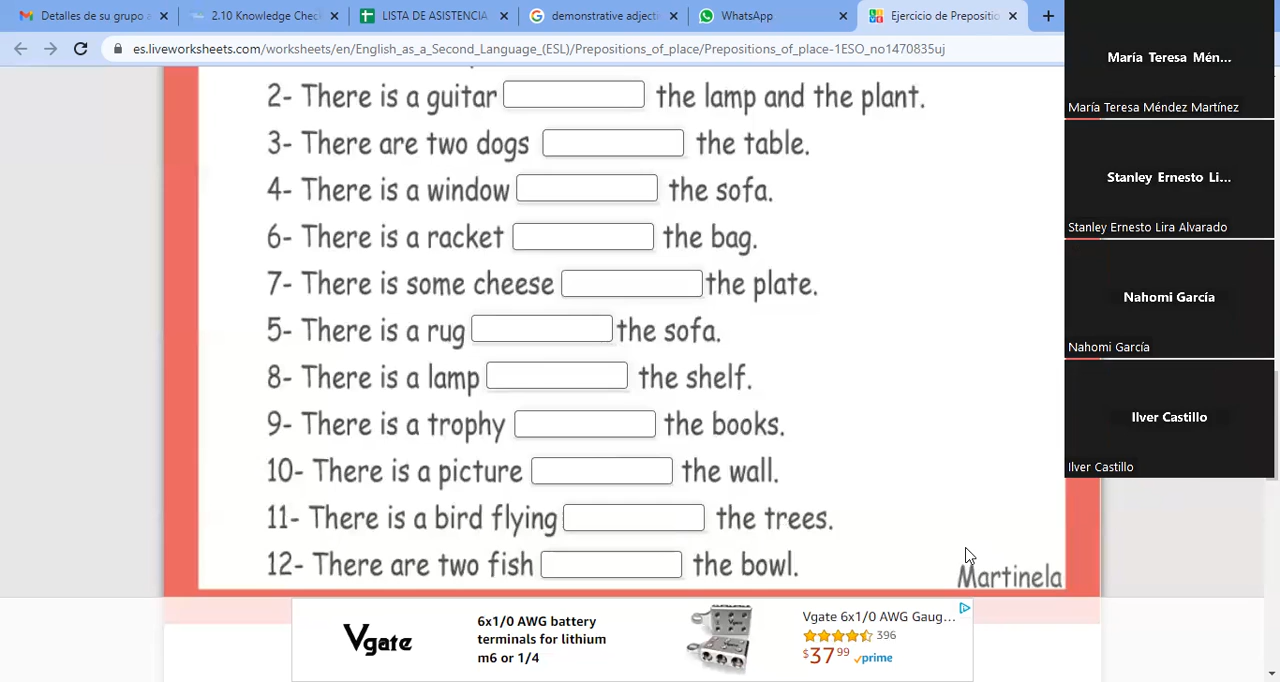 Detalles de su grupo a
2.10 Knowledge Chec
LISTA DE ASISTENCIA
demonstrative adject
WhatsApp
Ejercicio de Prepositio
es.liveworksheets.com/worksheets/en/English_as_a_Second_Language_(ESL)/Prepositions_of_place/Prepositions_of_place-1ESO_no1470835uj
2- There is a guitar the lamp and the plant.
3- There are two dogs the table.
4- There is a window the sofa.
6- There is a racket the bag.
7- There is some cheese the plate.
5- There is a rug the sofa.
8- There is a lamp the shelf.
9- There is a trophy the books.
10- There is a picture the wall.
11- There is a bird flying the trees.
12- There are two fish the bowl.
Martinela
Vgate
6x1/0 AWG battery
terminals for lithium
m6 or 1/4
Vgate 6x1/0 AWG Gaug...
396
$37 99 prime
María Teresa Mén...
María Teresa Méndez Martínez
Stanley Ernesto Li...
Stanley Ernesto Lira Alvarado
Nahomi García
Nahomi García
Ilver Castillo
Ilver Castillo